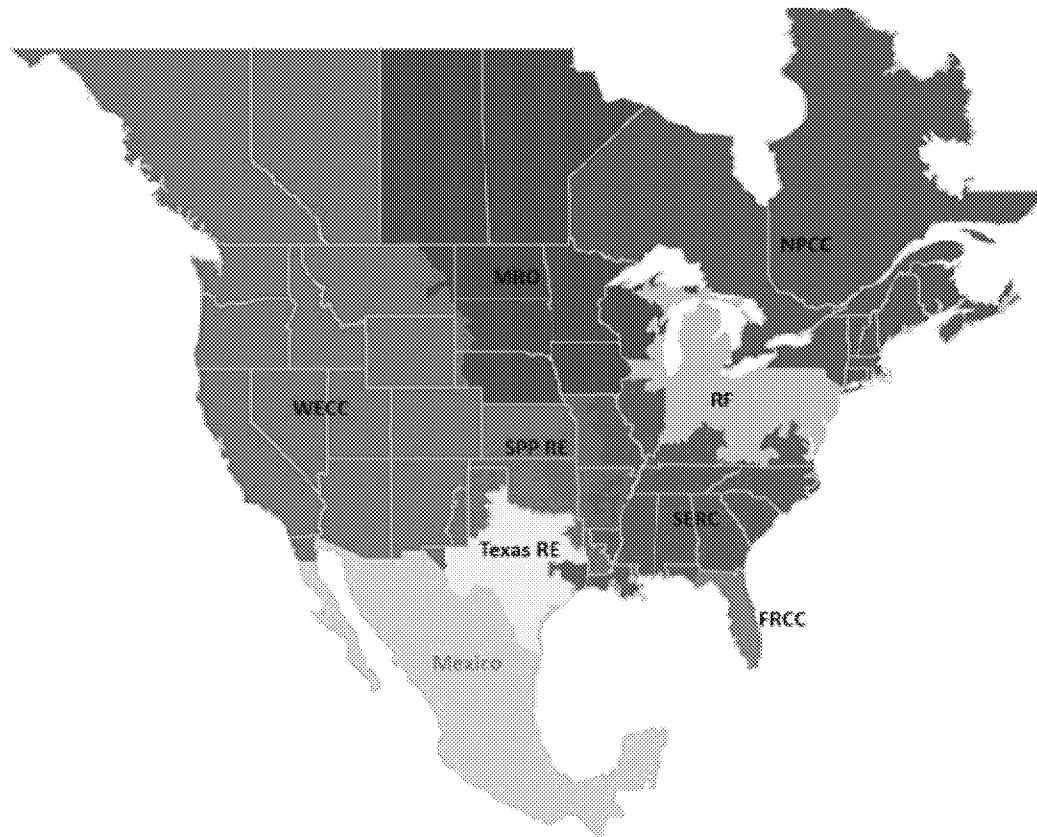 NPCC
MRO
RF
WECC
SPP RE
SERC
Texas RE
FRCC
Mexico